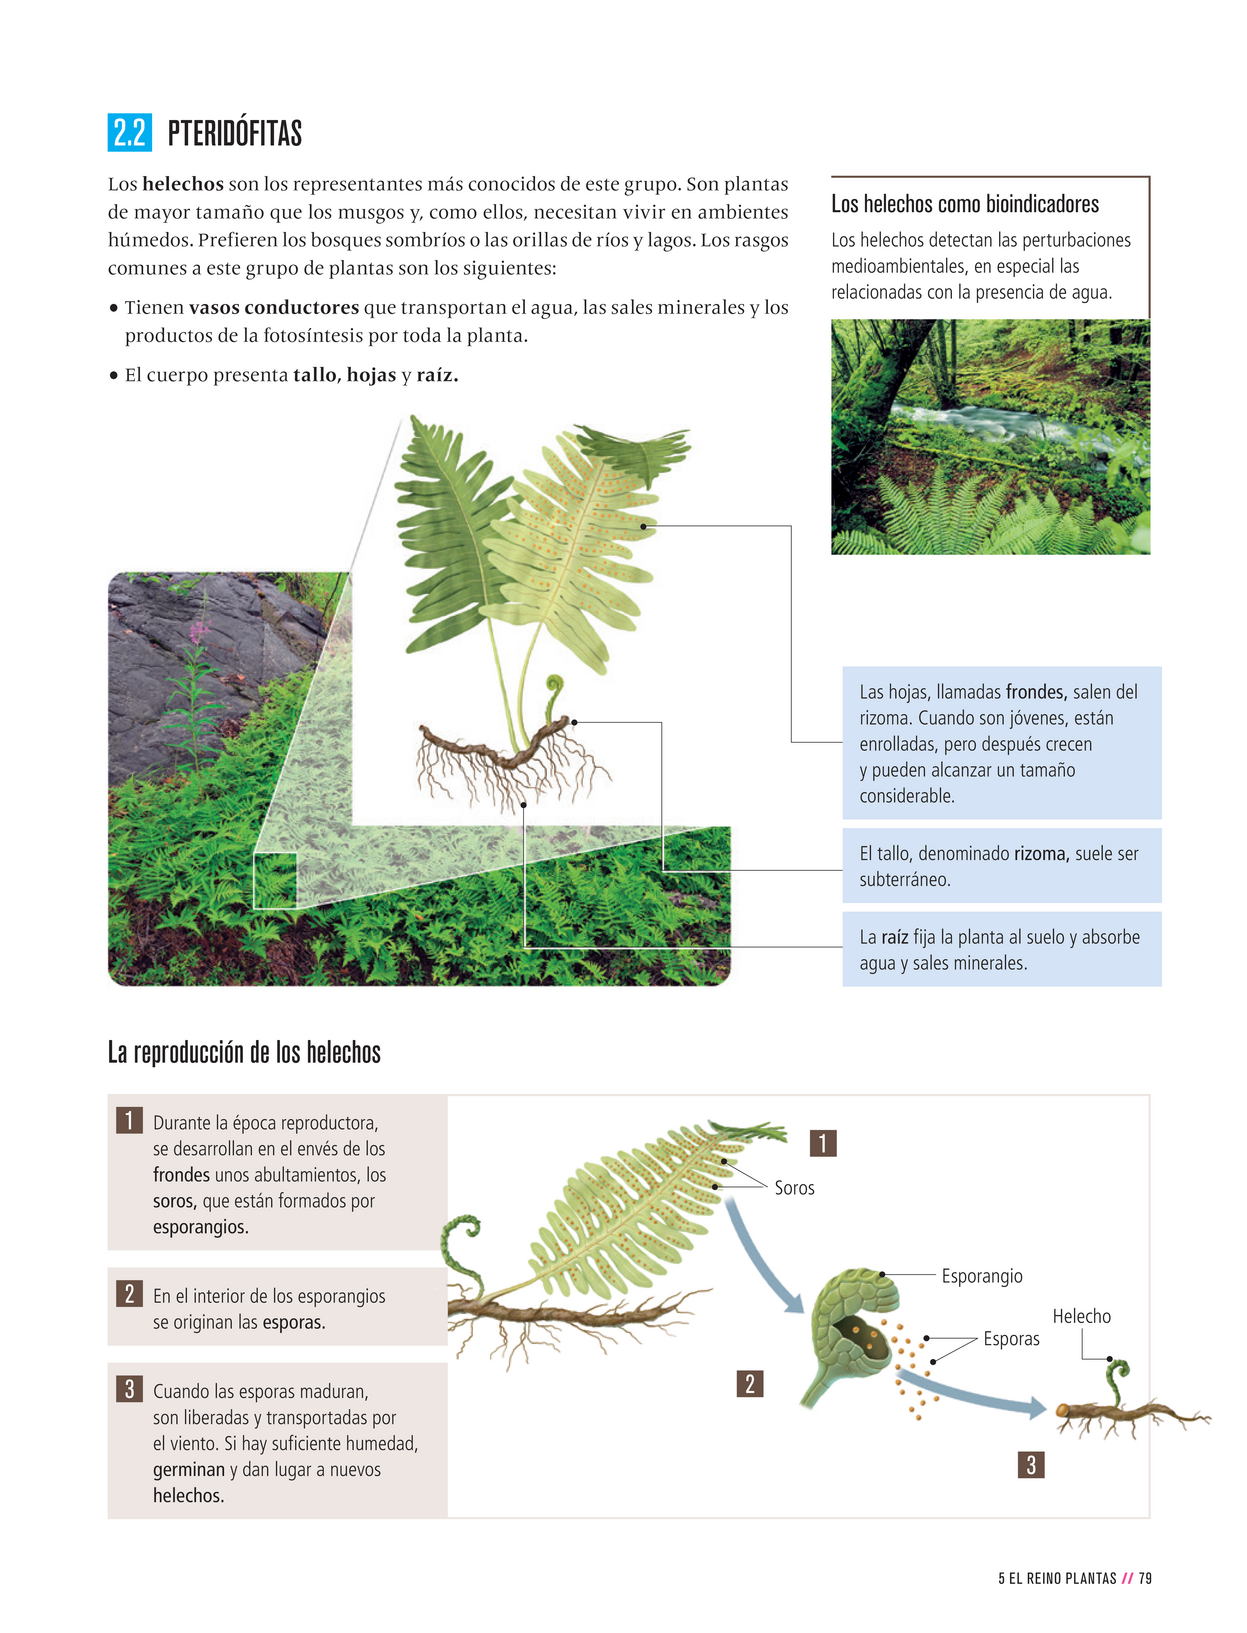 2.2 PTERIDÓFITAS
Los helechos son los representantes más conocidos de este grupo. Son plantas
de mayor tamaño que los musgos y, como ellos, necesitan vivir en ambientes
húmedos. Prefieren los bosques sombríos o las orillas de ríos y lagos. Los rasgos
comunes a este grupo de plantas son los siguientes:
• Tienen vasos conductores que transportan el agua, las sales minerales y los
productos de la fotosíntesis por toda la planta.
• El cuerpo presenta tallo, hojas y raíz.
Los helechos como bioindicadores
Los helechos detectan las perturbaciones
medioambientales, en especial las
relacionadas con la presencia de agua.
Las hojas, llamadas frondes, salen del
rizoma. Cuando son jóvenes, están
enrolladas, pero después crecen
y pueden alcanzar un tamaño
considerable.
El tallo, denominado rizoma, suele ser
subterráneo.
La raíz fija la planta al suelo y absorbe
agua y sales minerales.
La reproducción de los helechos
1 Durante la época reproductora,
se desarrollan en el envés de los
frondes unos abultamientos, los
soros, que están formados por
esporangios.
2 En el interior de los esporangios
se originan las esporas.
3 Cuando las esporas maduran,
son liberadas y transportadas por
el viento. Si hay suficiente humedad,
germinan y dan lugar a nuevos
helechos.
1
Soros
Esporangio
Helecho
Esporas
2
3
5 EL REINO PLANTAS // 79